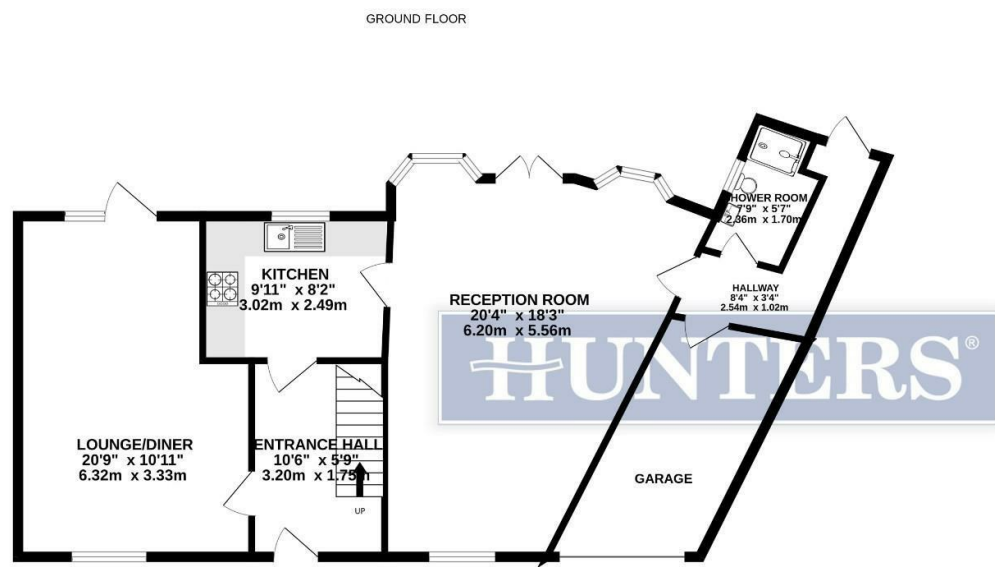 GROUND FLOOR
SHOWER ROOM
7'9" x 5'7"
2.36m x 1.70m
KITCHEN
9'11" x 8'2"
3.02m x 2.49m
HALLWAY
8'4" x 3'4"
2.54m x 1.02m
RECEPTION ROOM
20'4" x 18'3"
6.20m x 5.56m
HUNTERS®
LOUNGE/DINER
20'9" x 10'11"
6.32m x 3.33m
ENTRANCE HALL
10'6" x 5'9"
3.20m x 1.75m
UP
GARAGE